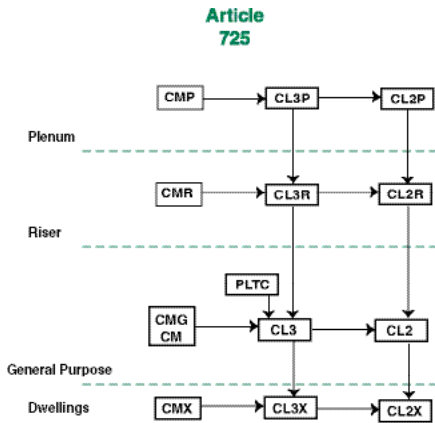 Article
725
CMP
CL3P
CL2P
Plenum
CMR
CL3R
CL2R
Riser
PLTC
CMG
CM
CL3
CL2
General Purpose
Dwellings
CMX
CL3X
CL2X